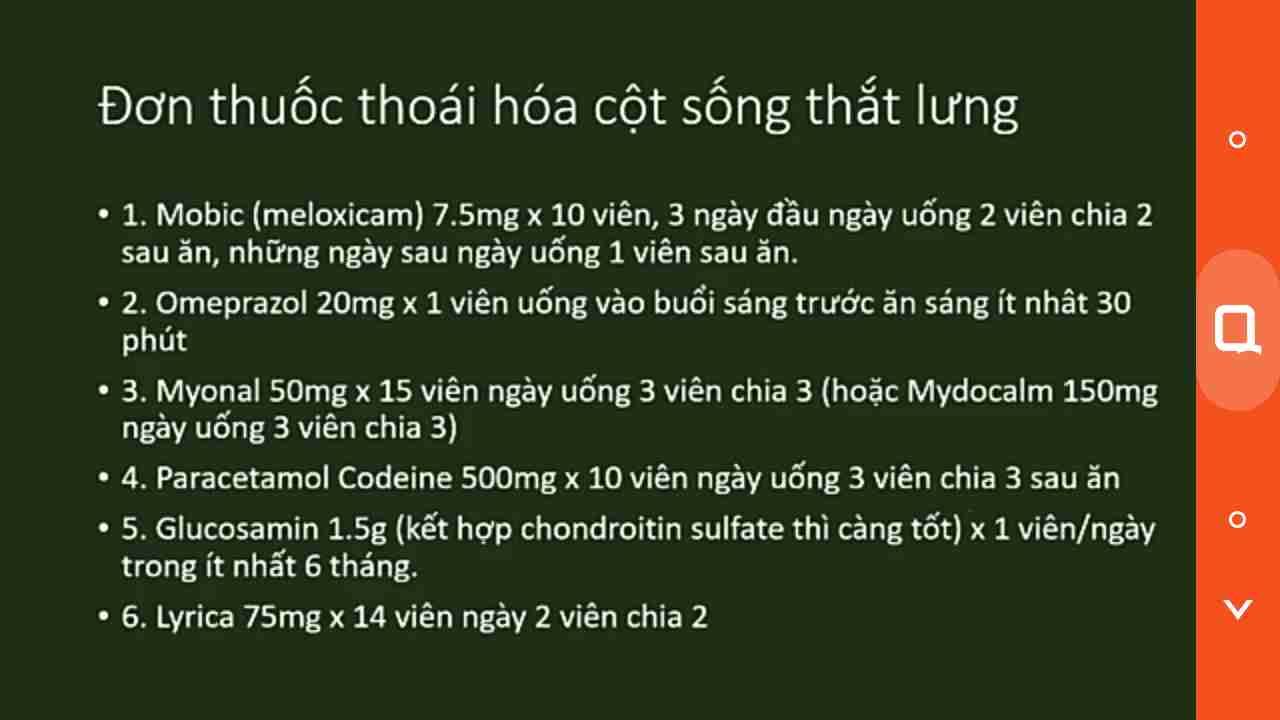 Đơn thuốc thoái hóa cột sống thắt lưng
• 1. Mobic (meloxicam) 7.5mg x 10 viên, 3 ngày đầu ngày uống 2 viên chia 2
sau ăn, những ngày sau ngày uống 1 viên sau ăn.
• 2. Omeprazol 20mg x 1 viên uống vào buổi sáng trước ăn sáng ít nhât 30
phút
• 3. Myonal 50mg x 15 viên ngày uống 3 viên chia 3 (hoặc Mydocalm 150mg
ngày uống 3 viên chia 3)
• 4. Paracetamol Codeine 500mg x 10 viên ngày uống 3 viên chia 3 sau ăn
• 5. Glucosamin 1.5g (kết hợp chondroitin sulfate thì càng tốt) x 1 viên/ngày
trong ít nhất 6 tháng.
• 6. Lyrica 75mg x 14 viên ngày 2 viên chia 2